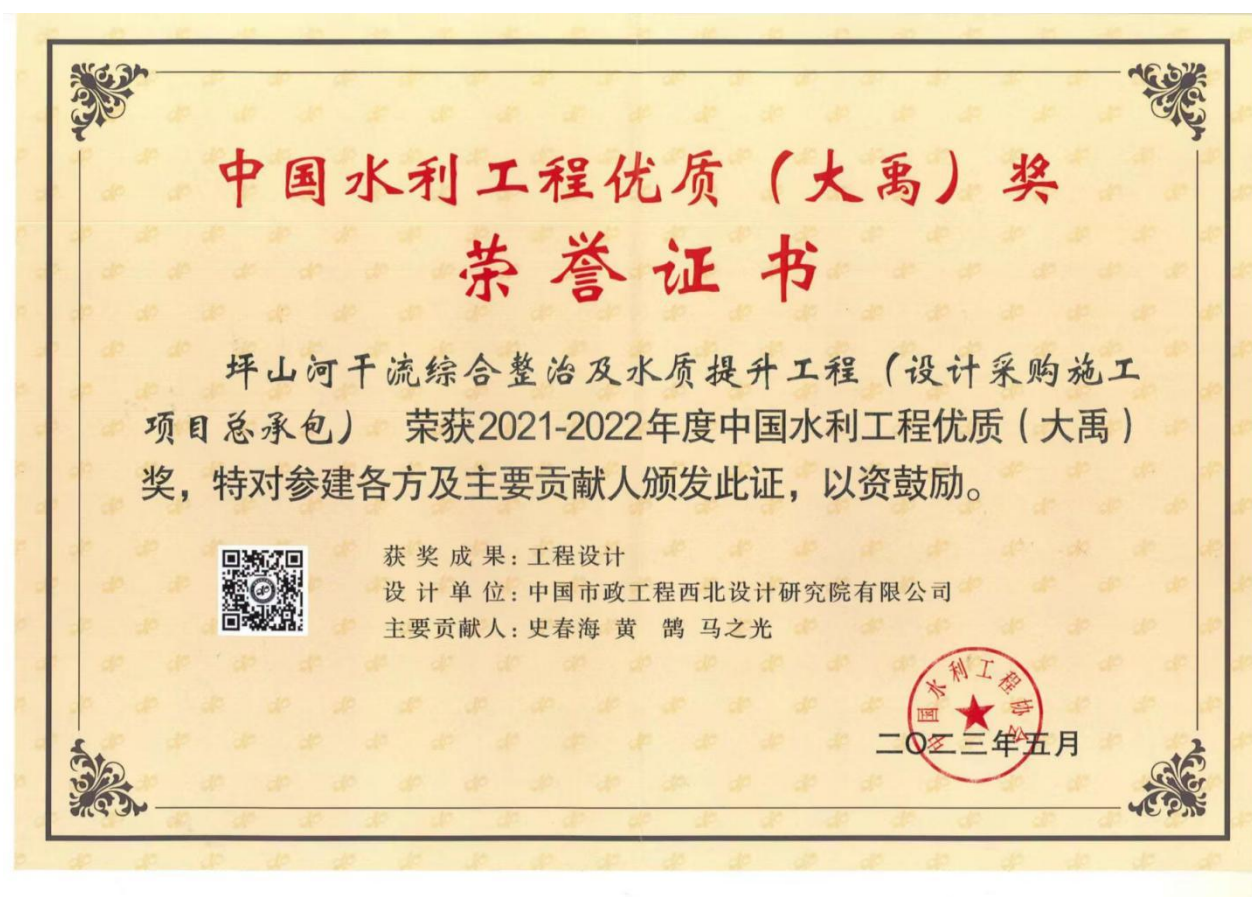 中国水利工程优质（大禹）奖
荣誉证书
坪山河干流综合整治及水质提升工程（设计采购施工
项目总承包） 荣获2021-2022年度中国水利工程优质（大禹）
奖，特对参建各方及主要贡献人颁发此证，以资鼓励。
获奖成果：工程设计
设计单位：中国市政工程西北设计研究院有限公司
主要贡献人：史春海 黄 鹄 马之光
中国水利工程协会
二〇二三年五月